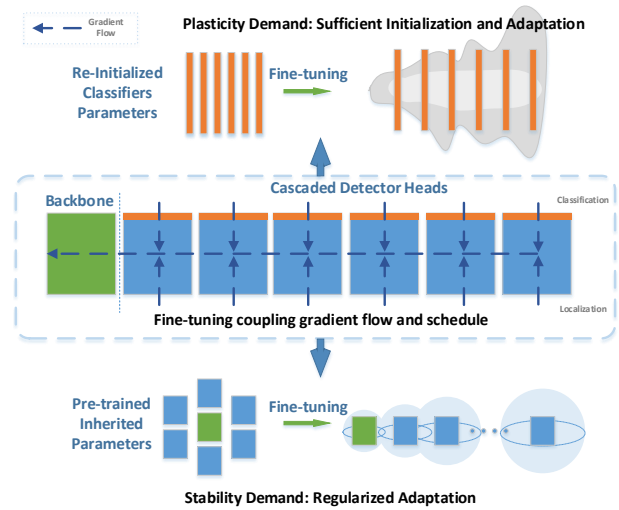 Gradient
Flow
Plasticity Demand: Sufficient Initialization and Adaptation
Re-Initialized
Classifiers
Parameters
Fine-tuning
Cascaded Detector Heads
Backbone
Classification
Localization
Fine-tuning coupling gradient flow and schedule
Pre-trained
Inherited
Parameters
Fine-tuning
Stability Demand: Regularized Adaptation